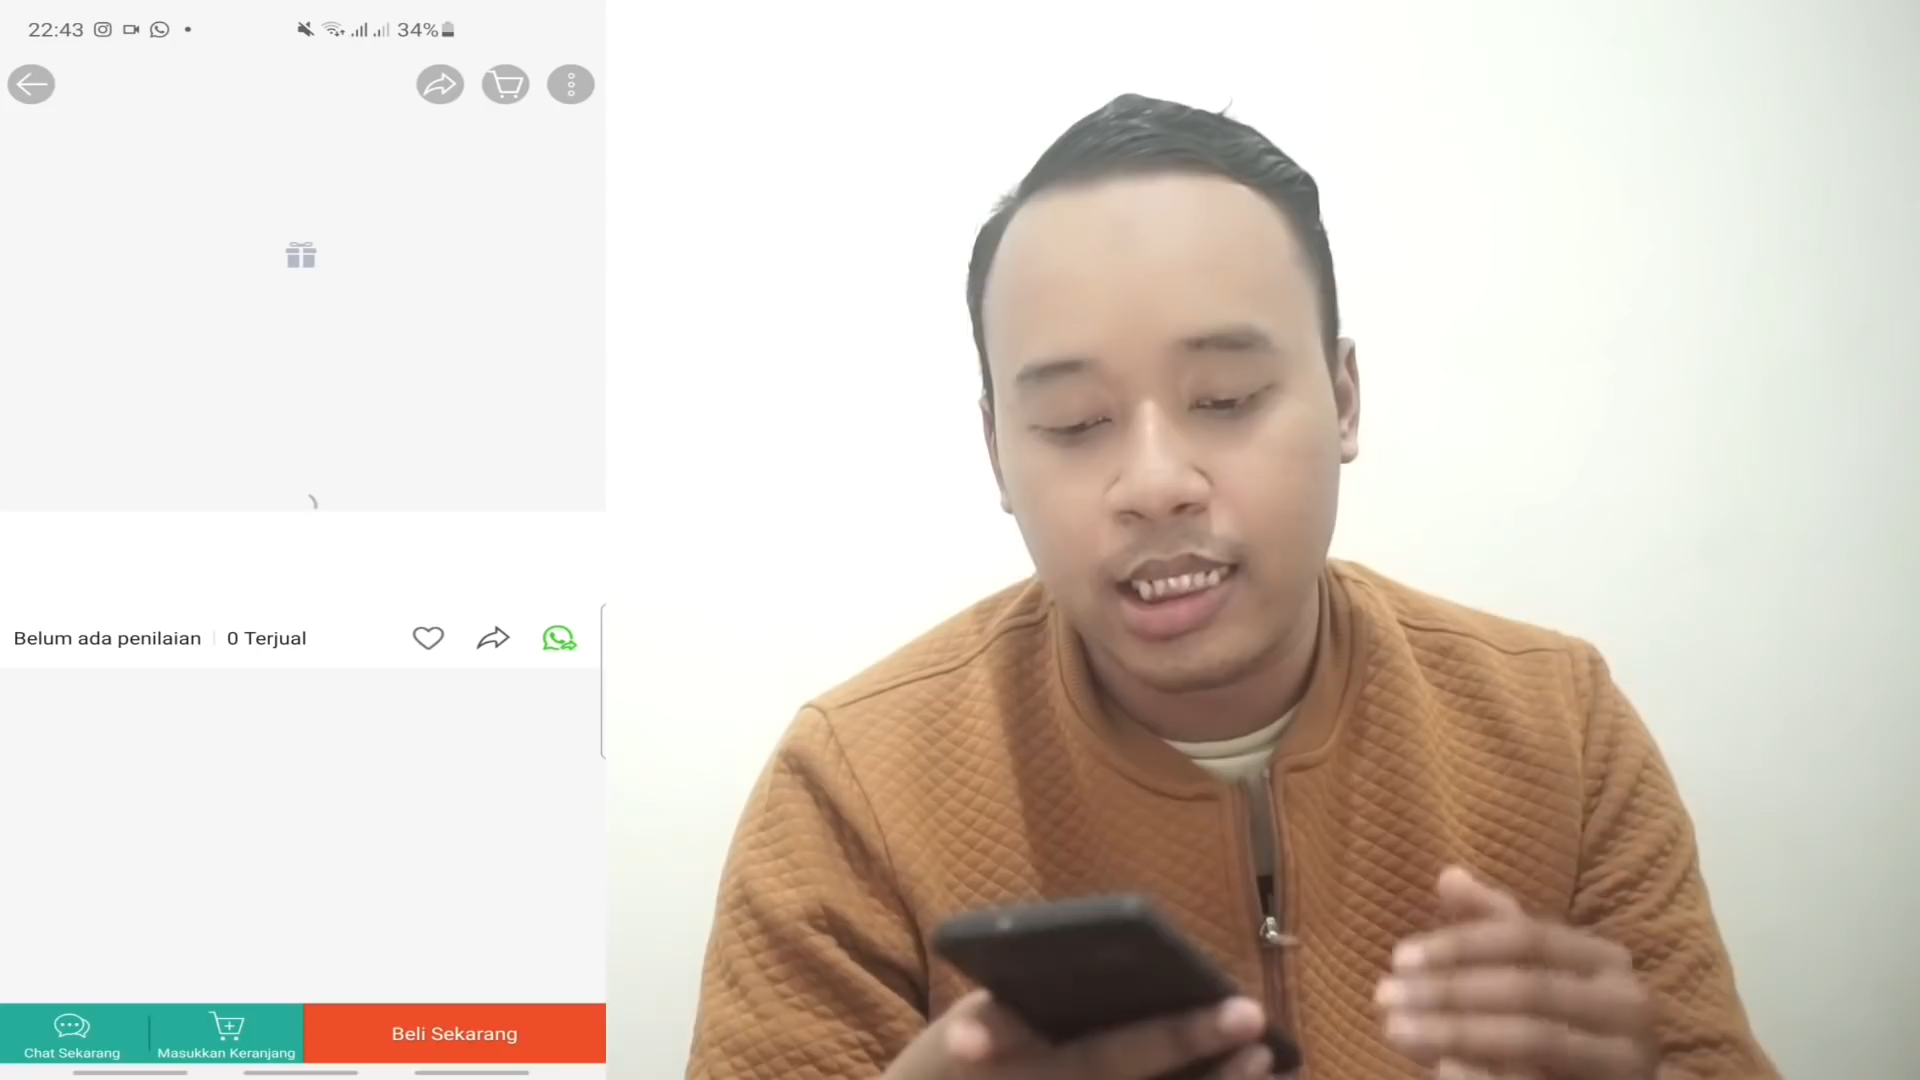 22:43
34%
Belum ada penilaian
0 Terjual
Chat Sekarang
Masukkan Keranjang
Beli Sekarang